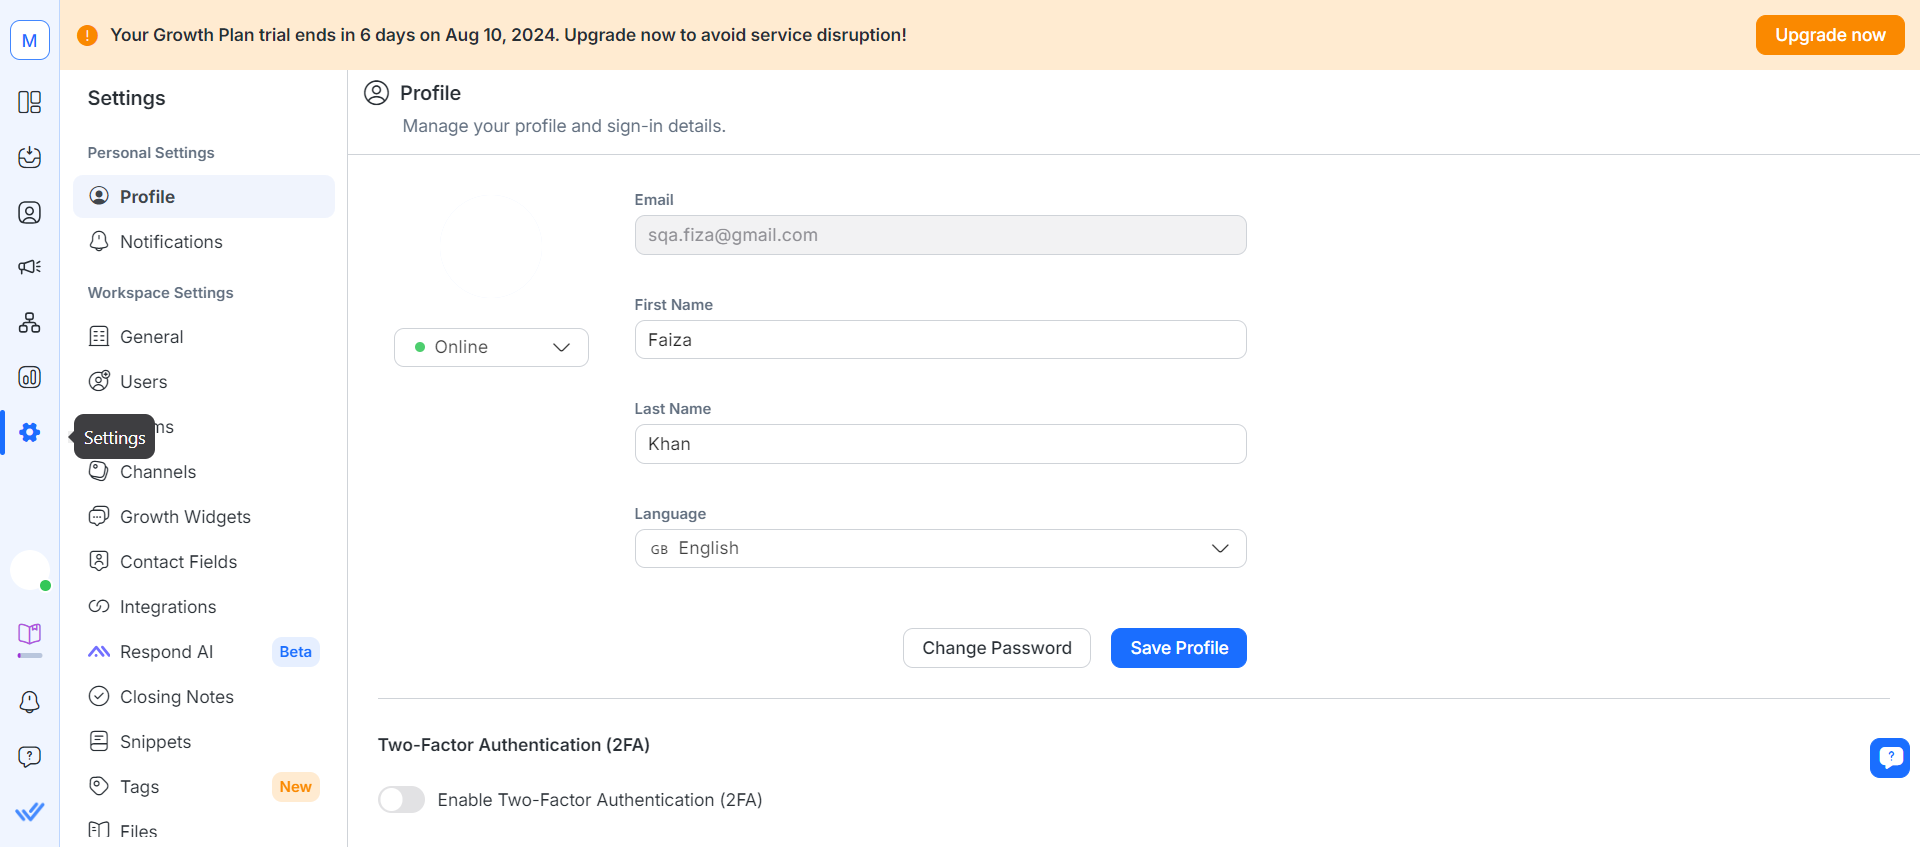 M
Your Growth Plan trial ends in 6 days on Aug 10, 2024. Upgrade now to avoid service disruption!
Upgrade now
Settings
Personal Settings
Profile
Notifications
Workspace Settings
General
Users
ms
Settings
Channels
Growth Widgets
Contact Fields
Integrations
Respond AI
Beta
Closing Notes
Snippets
Tags
New
Files
Profile
Manage your profile and sign-in details.
Online
Email
sqa.fiza@gmail.com
First Name
Faiza
Last Name
Khan
Language
GB English
Change Password
Save Profile
Two-Factor Authentication (2FA)
Enable Two-Factor Authentication (2FA)